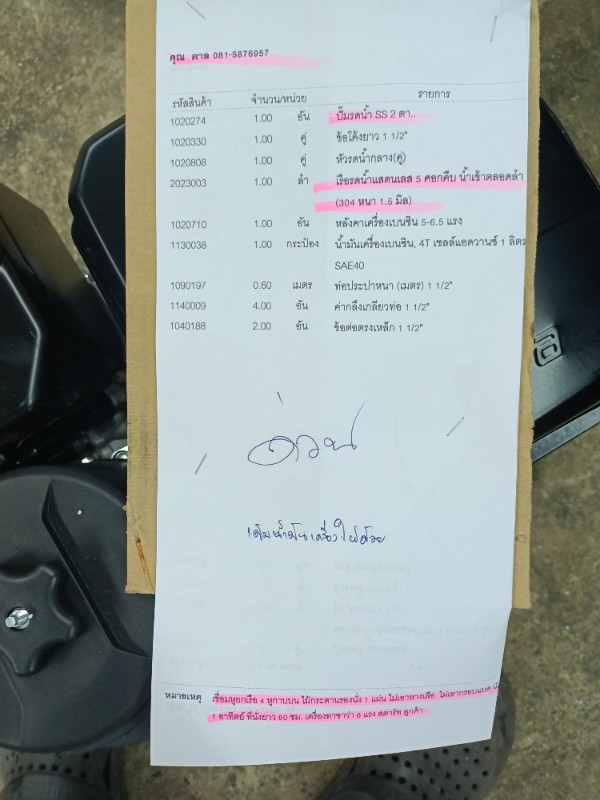 คุณ ศาล 081-5876957
รหัสสินค้า จำนวน/หน่วย รายการ
1020274 1.00 อัน ปั๊มรดน้ำ SS 2 ตา..
1020330 1.00 คู่ ข้อโค้งยาว 1 1/2"
1020808 1.00 คู่ หัวรดน้ำกลาง(คู่)
2023003 1.00 ลำ เรือรดน้ำแสตนเลส 5 ศอกคืบ น้ำเข้าตลอดลำ
(304 หนา 1.5 มิล)
1020710 1.00 อัน หลังคาเครื่องเบนซิน 5-6.5 แรง
1130038 1.00 กระป๋อง น้ำมันเครื่องเบนซิน, 4T เชลล์แอดวานซ์ 1 ลิตร
SAE40
1090197 0.60 เมตร ท่อประปาหนา (เมตร) 1 1/2"
1140009 4.00 อัน ค่ากลึงเกลียวท่อ 1 1/2"
1040188 2.00 อัน ข้อต่อตรงเหล็ก 1 1/2"
ด่วน
เติมน้ำมันเครื่องให้ด้วย
หมายเหตุ เชื่อมหูยกเรือ 4 หูกาบบน ไม้กระดานรองนั่ง 1 แผ่น ไม่เอาหางเสือ ไม่เอากรอบแบต
1 อาทิตย์ ที่นั่งยาว 60 ซม. เครื่องทาซาว่า 6 แรง สตาร์ท ลูกค้า